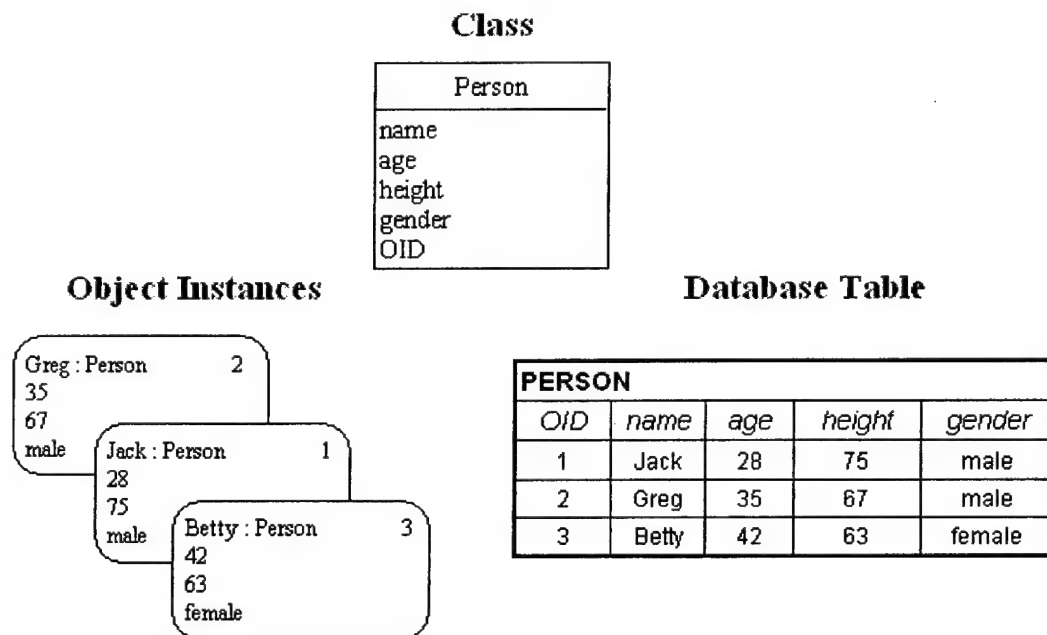 Class
Person
name
age
height
gender
OID
Object Instances
Greg : Person 2
35
67
male
Jack : Person 1
28
75
male
Betty : Person 3
42
63
female
Database Table
PERSON
OID name age height gender
1 Jack 28 75 male
2 Greg 35 67 male
3 Betty 42 63 female